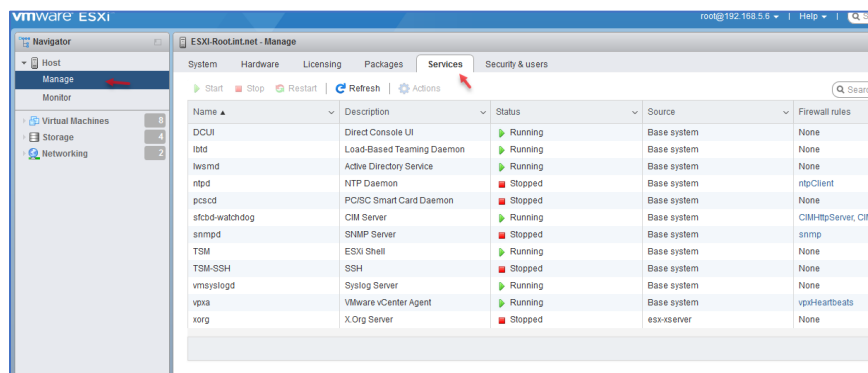 vmware ESXi
root@192.168.5.6 | Help
Navigator
ESXI-Root.int.net - Manage
Host
Manage
Monitor
Virtual Machines 8
Storage 4
Networking 2
System Hardware Licensing Packages Services Security & users
Start Stop Restart | Refresh | Actions
Sear
Name Description Status Source Firewall rules
DCUI Direct Console UI Running Base system None
lbtd Load-Based Teaming Daemon Running Base system None
lwsmd Active Directory Service Running Base system None
ntpd NTP Daemon Stopped Base system ntpClient
pcscd PC/SC Smart Card Daemon Stopped Base system None
sfcbd-watchdog CIM Server Running Base system CIMHttpServer, CI
snmpd SNMP Server Stopped Base system snmp
TSM ESXi Shell Running Base system None
TSM-SSH SSH Stopped Base system None
vmsyslogd Syslog Server Running Base system None
vpxa VMware vCenter Agent Running Base system vpxHeartbeats
xorg X.Org Server Stopped esx-xserver None